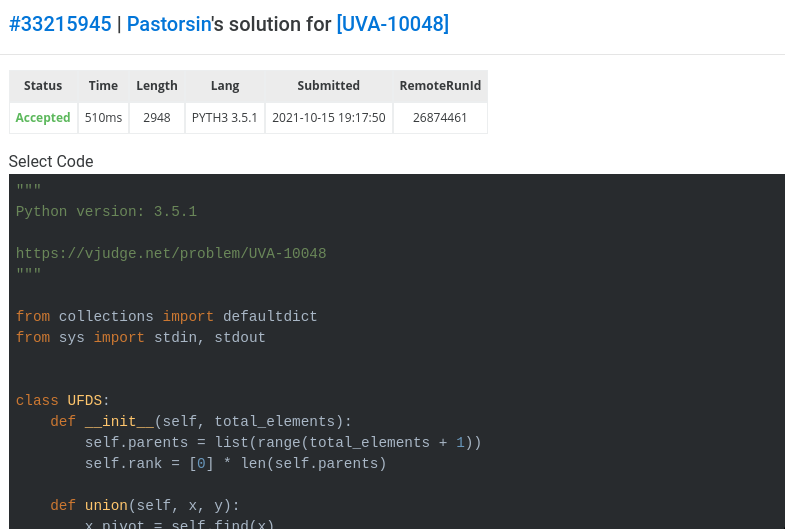 #33215945 | Pastorsin's solution for [UVA-10048]
Status Time Length Lang Submitted RemoteRunId
Accepted 510ms 2948 PYTH3 3.5.1 2021-10-15 19:17:50 26874461
Select Code
"""
Python version: 3.5.1
https://vjudge.net/problem/UVA-10048
"""
from collections import defaultdict
from sys import stdin, stdout
class UFDS:
    def __init__(self, total_elements):
        self.parents = list(range(total_elements + 1))
        self.rank = [0] * len(self.parents)
    def union(self, x, y):
        x_pivot = self.find(x)